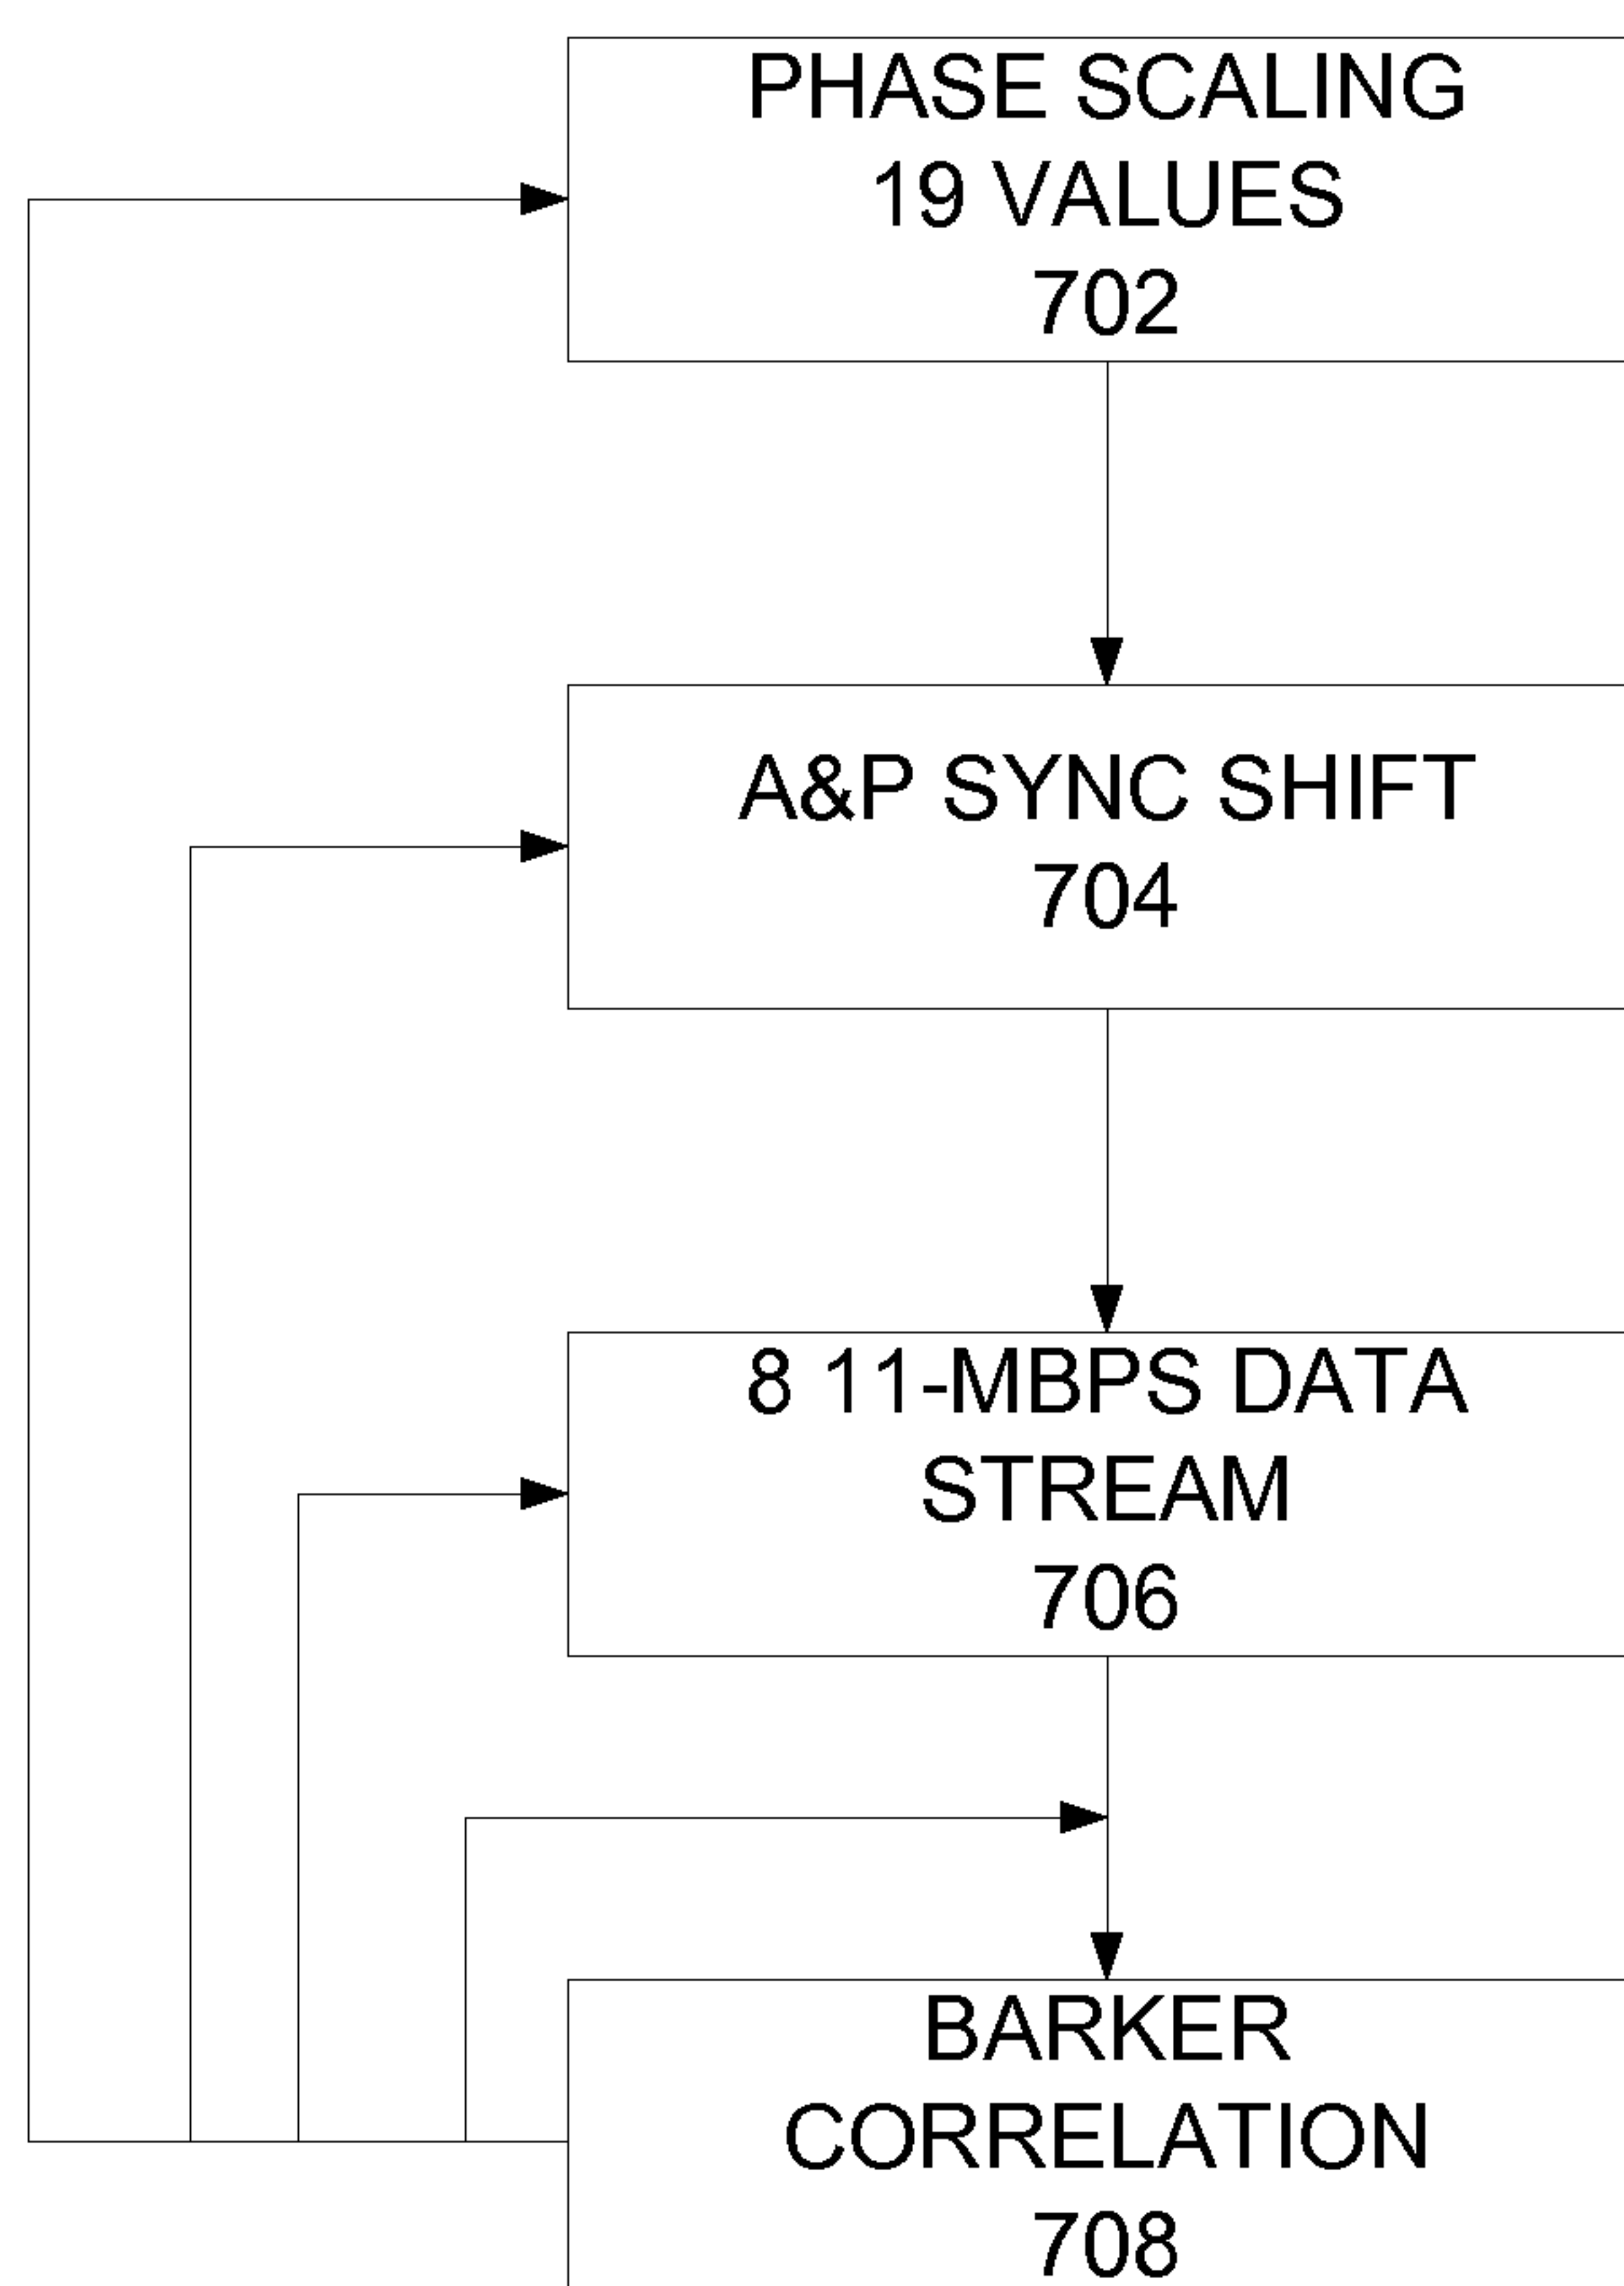 PHASE SCALING
19 VALUES
702
A&P SYNC SHIFT
704
8 11-MBPS DATA
STREAM
706
BARKER
CORRELATION
708